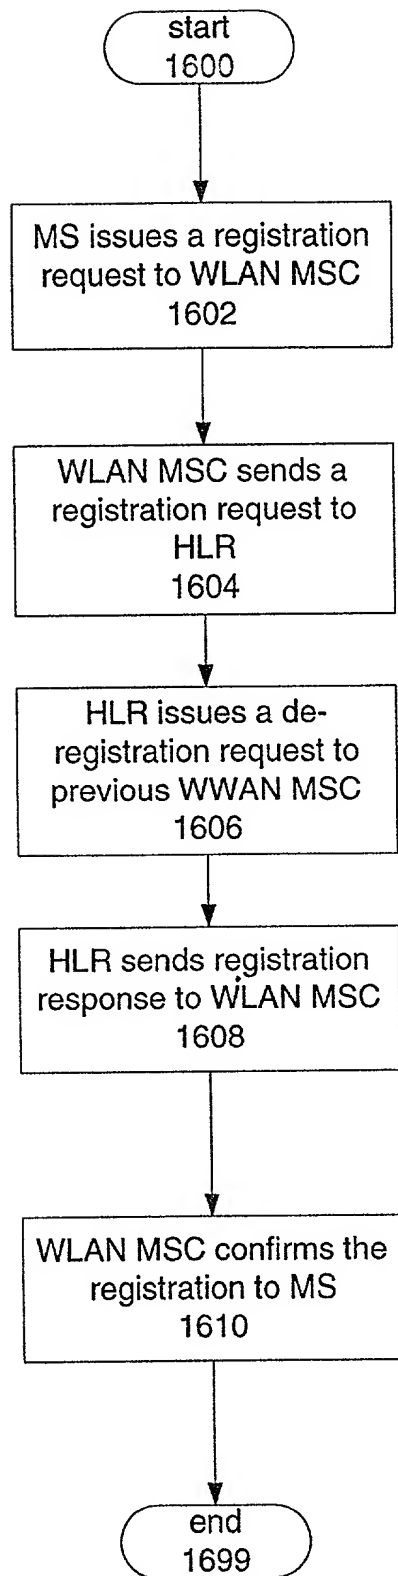 start
1600
MS issues a registration
request to WLAN MSC
1602
WLAN MSC sends a
registration request to
HLR
1604
HLR issues a de-
registration request to
previous WWAN MSC
1606
HLR sends registration
response to WLAN MSC
1608
WLAN MSC confirms the
registration to MS
1610
end
1699